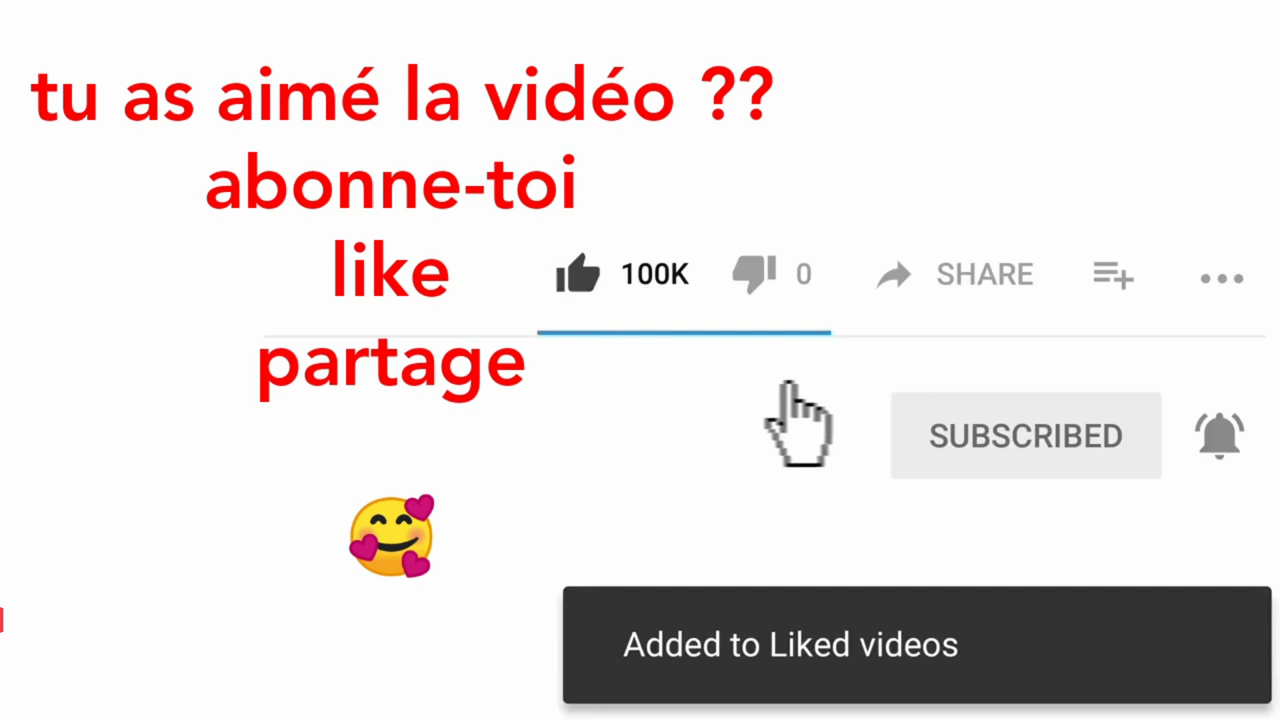 tu as aimé la vidéo ??
abonne-toi
like
100K 0 SHARE
partage
SUBSCRIBED
Added to Liked videos